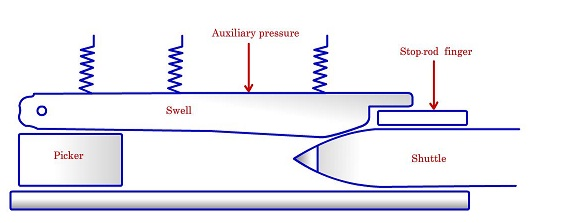 Auxiliary pressure
Stop-rod finger
Swell
Picker
Shuttle